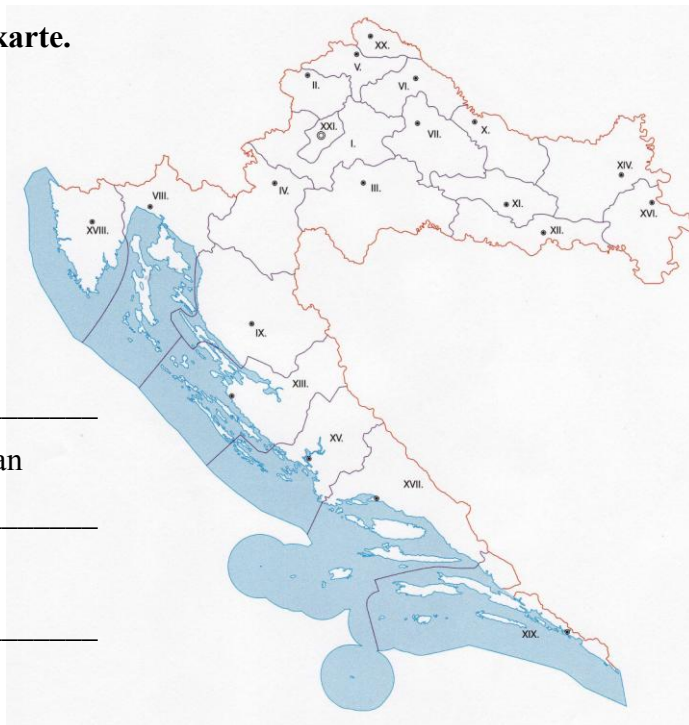 karte.
XX.
V.
II.
VI.
XXI.
VII.
X.
I.
XIV.
IV.
III.
VIII.
XI.
XVI.
XVIII.
XII.
IX.
XIII.
XV.
an
XVII.
XIX.